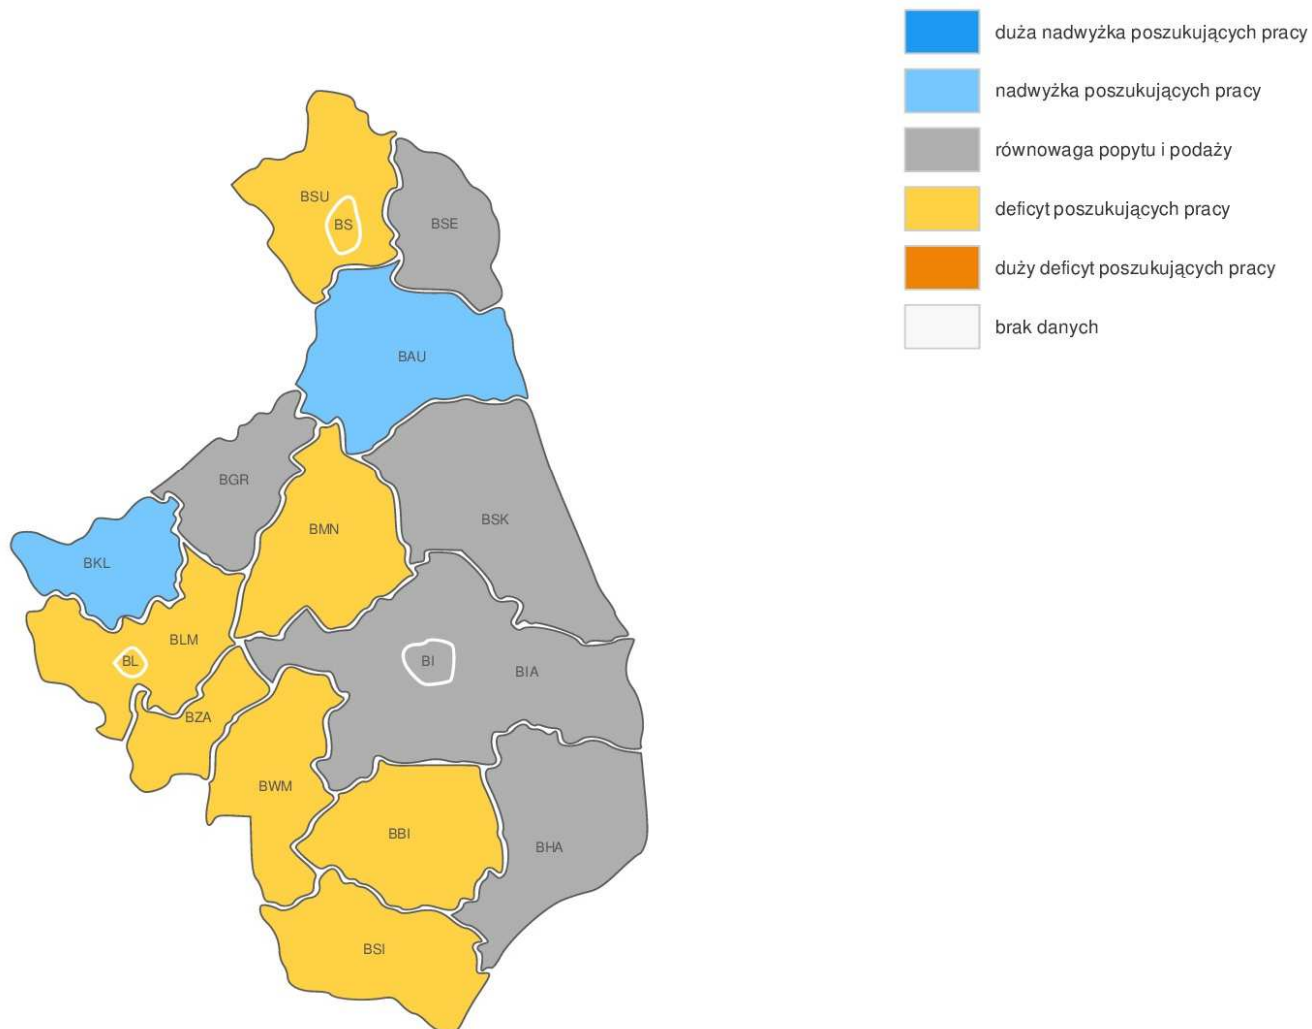 duża nadwyżka poszukujących pracy
nadwyżka poszukujących pracy
równowaga popytu i podaży
deficyt poszukujących pracy
duży deficyt poszukujących pracy
brak danych
BSU
BS
BSE
BAU
BGR
BMN
BSK
BKL
BLM
BL
BI
BIA
BZA
BWM
BBI
BHA
BSI